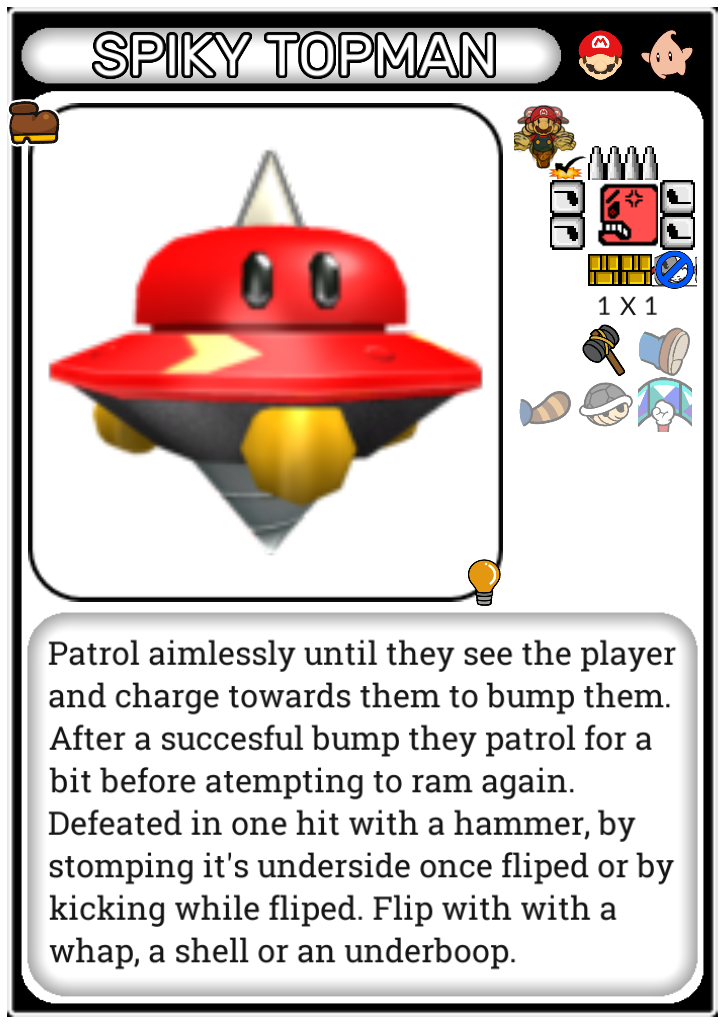 SPIKY TOPMAN
1 X 1
Patrol aimlessly until they see the player
and charge towards them to bump them.
After a succesful bump they patrol for a
bit before atempting to ram again.
Defeated in one hit with a hammer, by
stomping it's underside once fliped or by
kicking while fliped. Flip with with a
whap, a shell or an underboop.